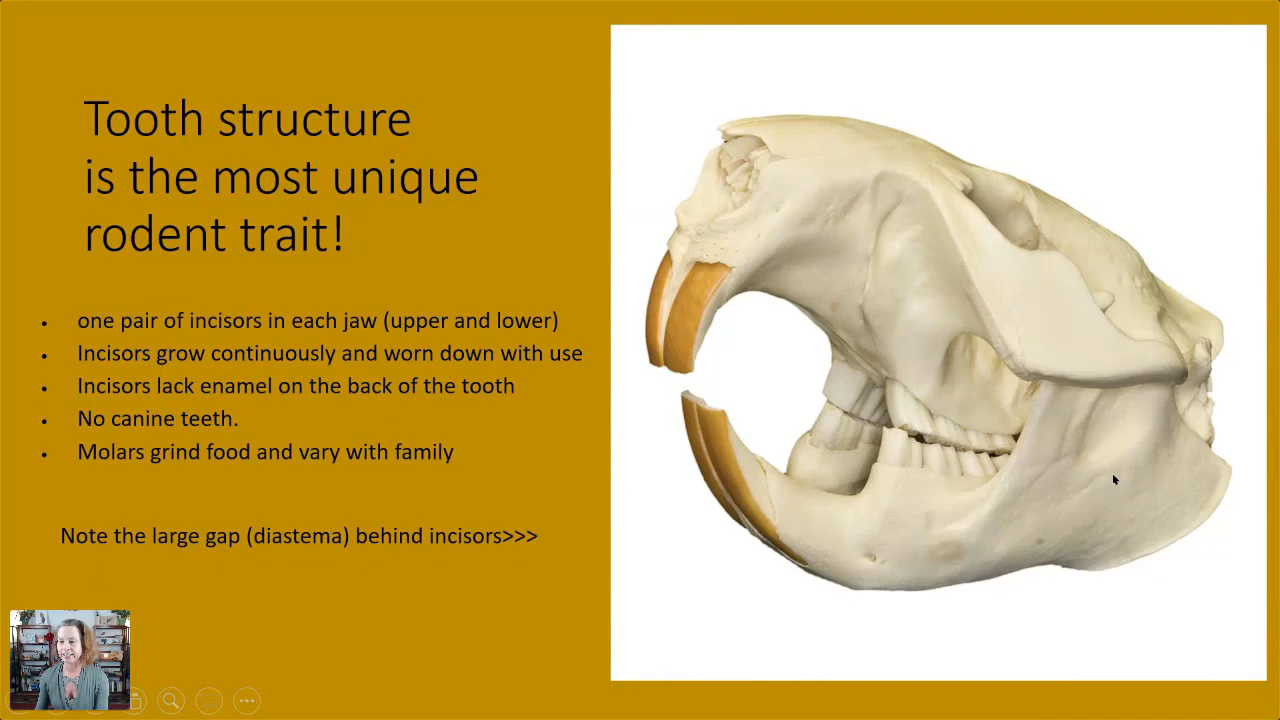 Tooth structure
is the most unique
rodent trait!
• one pair of incisors in each jaw (upper and lower)
• Incisors grow continuously and worn down with use
• Incisors lack enamel on the back of the tooth
• No canine teeth.
• Molars grind food and vary with family
Note the large gap (diastema) behind incisors>>>